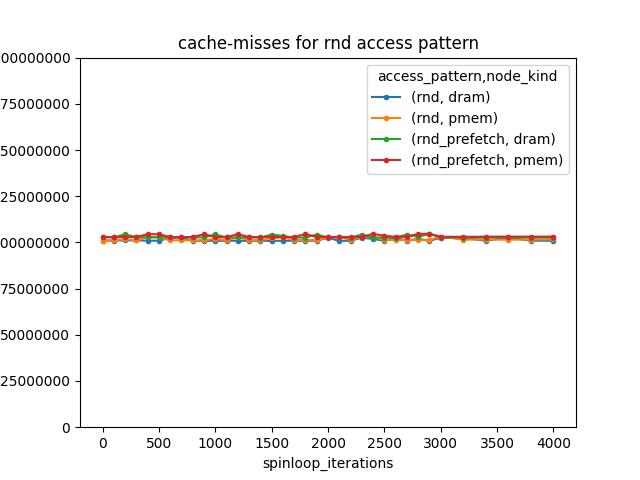 cache-misses for rnd access pattern
00000000
75000000
50000000
25000000
00000000
75000000
50000000
25000000
0
access_pattern,node_kind
(rnd, dram)
(rnd, pmem)
(rnd_prefetch, dram)
(rnd_prefetch, pmem)
0 500 1000 1500 2000 2500 3000 3500 4000
spinloop_iterations